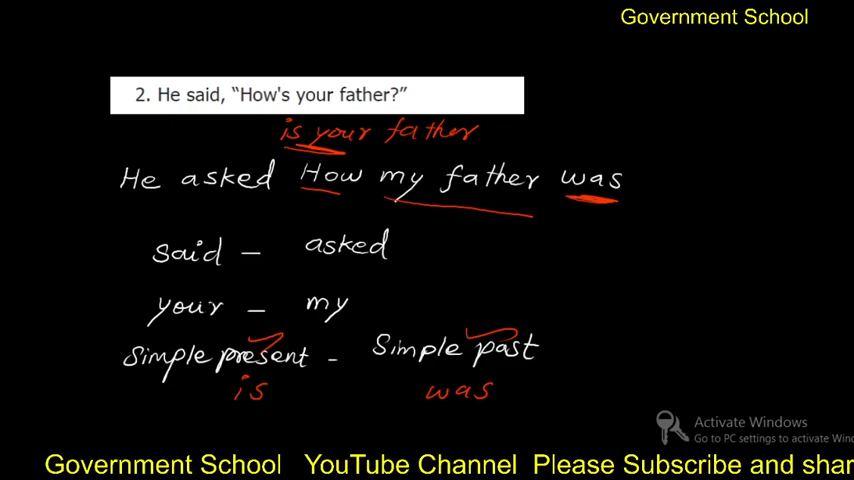 Government School
2. He said, “How's your father?”
is your father
He asked How my father was
said – asked
your – my
Simple present - Simple past
is was
Activate Windows
Go to PC settings to activate Win
Government School YouTube Channel Please Subscribe and shar